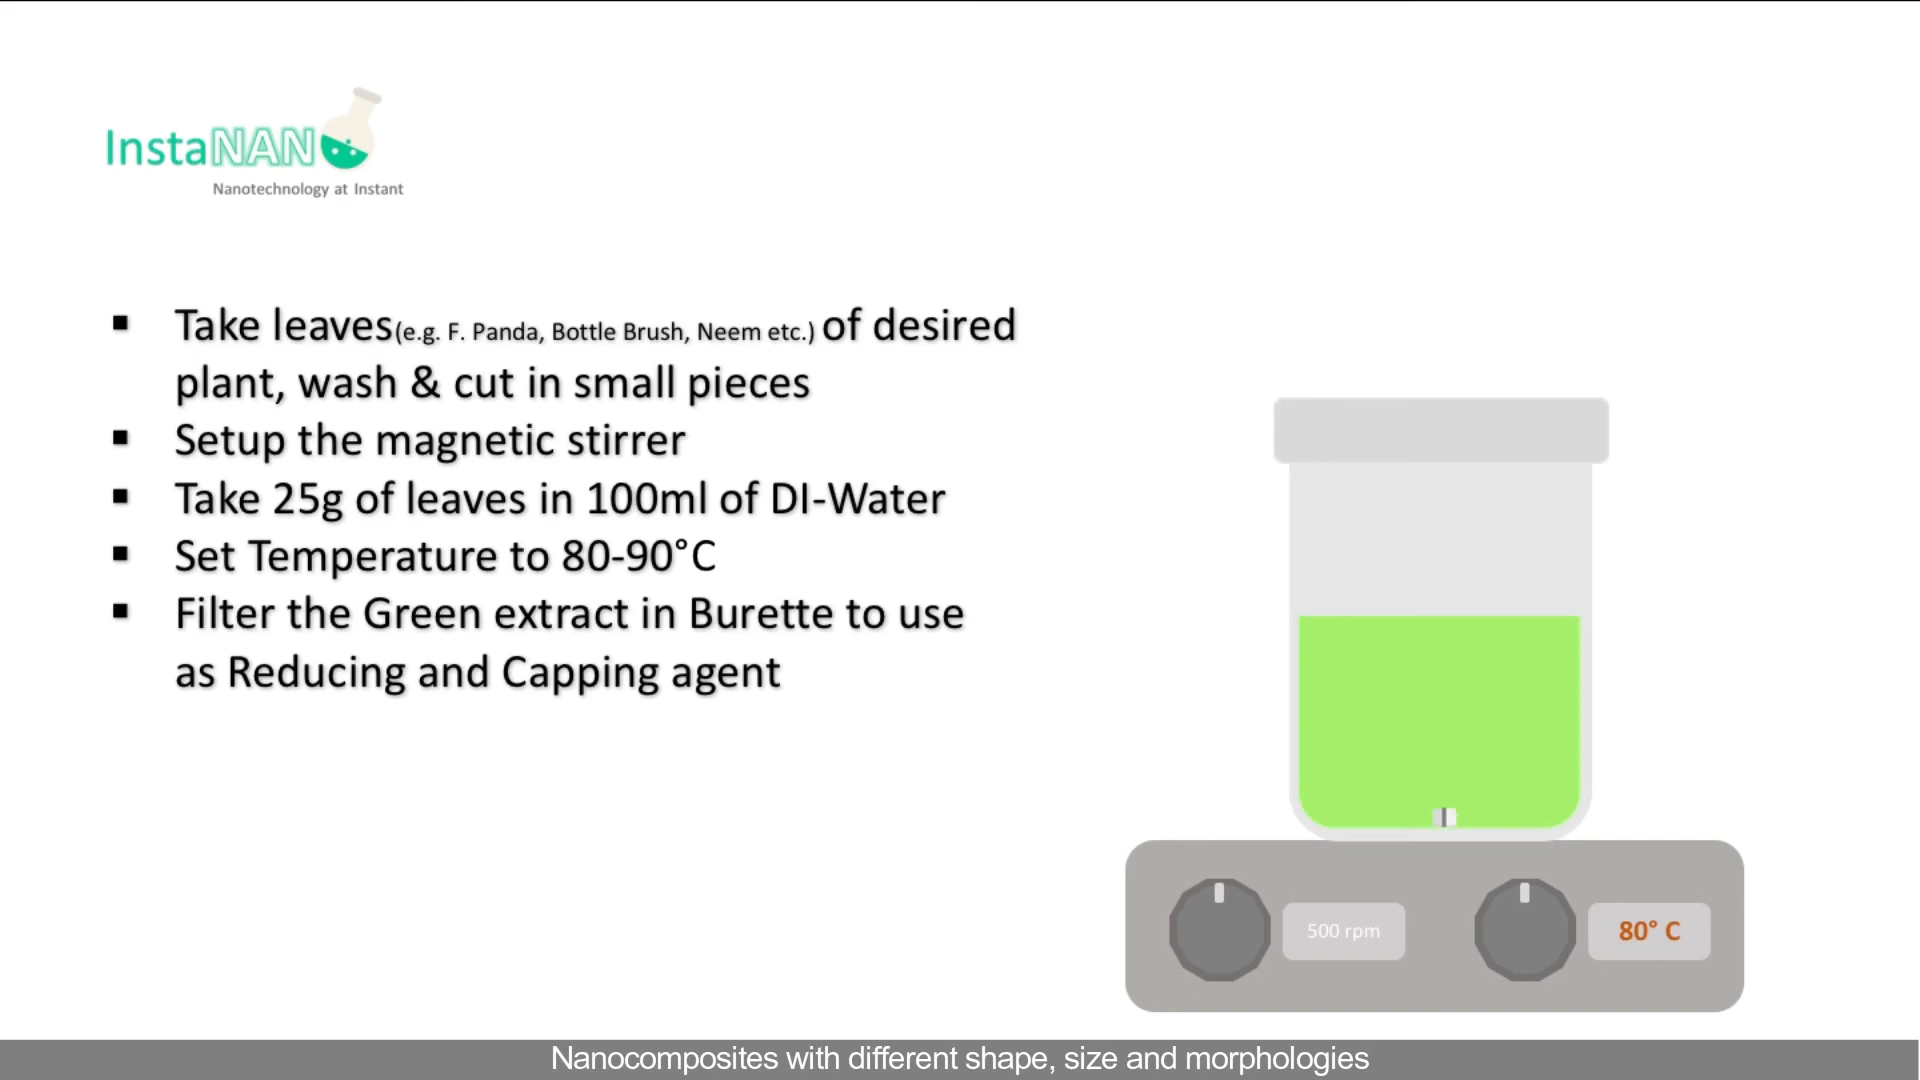 InstaNAN
Nanotechnology at Instant
▪ Take leaves(e.g. F. Panda, Bottle Brush, Neem etc.) of desired
plant, wash & cut in small pieces
▪ Setup the magnetic stirrer
▪ Take 25g of leaves in 100ml of DI-Water
▪ Set Temperature to 80-90°C
▪ Filter the Green extract in Burette to use
as Reducing and Capping agent
500 rpm
80° C
Nanocomposites with different shape, size and morphologies